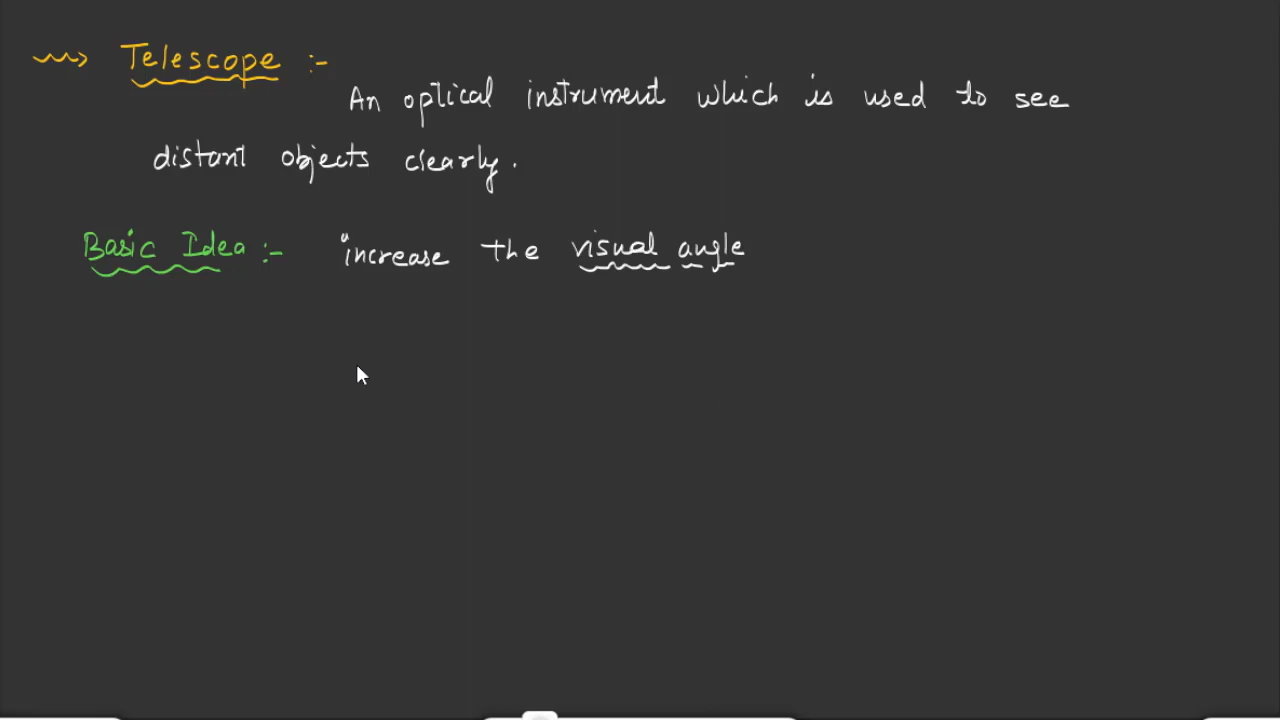 Telescope :-
An optical instrument which is used to see
distant objects clearly.
Basic Idea :- increase the visual angle